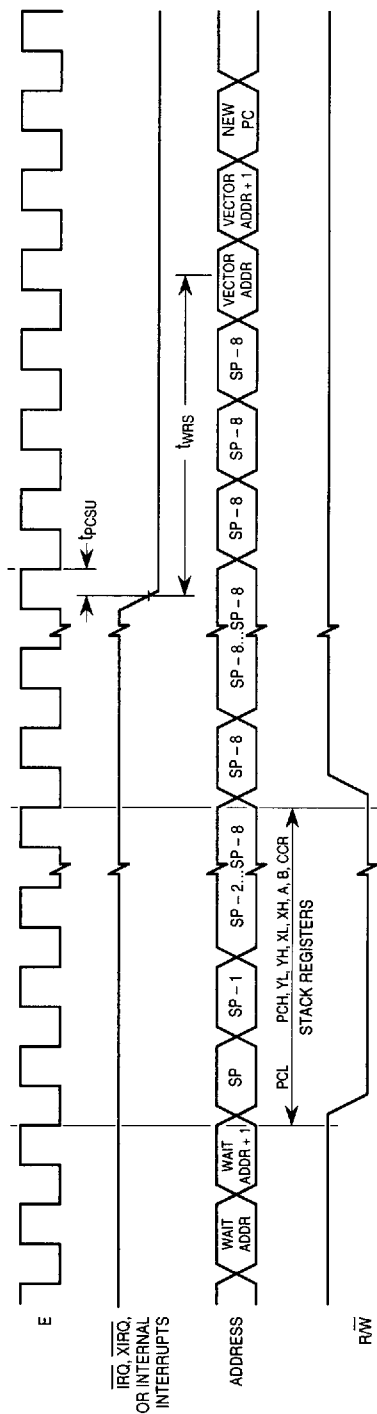 E
IRQ, XIRQ,
OR INTERNAL
INTERRUPTS
tPCSU
tWRS
ADDRESS
WAIT
ADDR
WAIT
ADDR + 1
SP
SP – 1
SP – 2...SP – 8
SP – 8
SP – 8...SP – 8
SP – 8
SP – 8
SP – 8
VECTOR
ADDR
VECTOR
ADDR + 1
NEW
PC
PCL
PCH, YL, YH, XL, XH, A, B, CCR
STACK REGISTERS
R/W